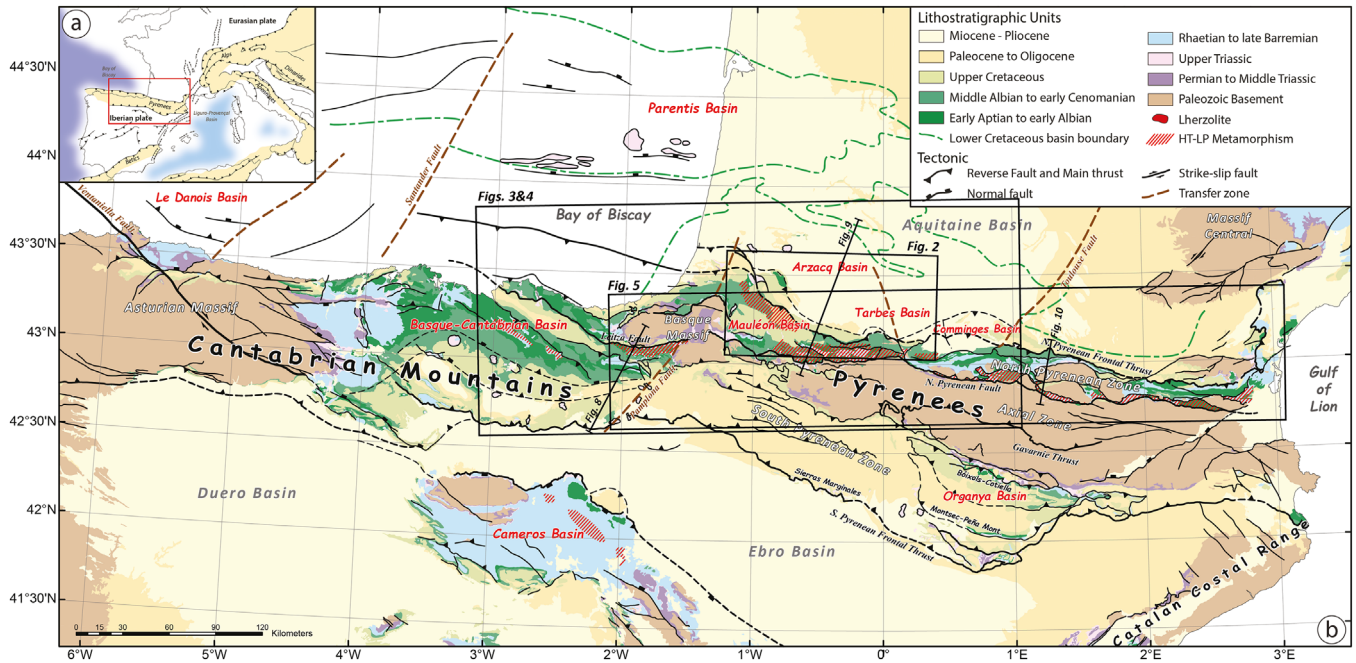 a
Eurasian plate
Alps
Dinarides
Bay of
Biscay
Pyrenees
Iberian plate
Liguro-Provençal
Basin
Betics
Lithostratigraphic Units
Miocene - Pliocene
Paleocene to Oligocene
Upper Cretaceous
Middle Albian to early Cenomanian
Early Aptian to early Albian
Lower Cretaceous basin boundary
Rhaetian to late Barremian
Upper Triassic
Permian to Middle Triassic
Paleozoic Basement
Lherzolite
HT-LP Metamorphism
Tectonic
Reverse Fault and Main thrust
Normal fault
Strike-slip fault
Transfer zone
44°30'N
44°N
43°30'N
43°N
42°30'N
42°N
41°30'N
Parentis Basin
Santander Fault
Ventaniella Fault
Le Danois Basin
Figs. 3&4
Bay of Biscay
Fig. 9
Aquitaine Basin
Fig. 2
Massif
Central
Toulouse Fault
Arzacq Basin
Fig. 5
Asturian Massif
Basque-Cantabrian Basin
Leitza Fault
Basque
Massif
Mauléon Basin
Tarbes Basin
Comminges Basin
Fig. 10
N. Pyrenean Frontal Thrust
North Pyrenean Zone
Cantabrian Mountains
Pyrenees
N. Pyrenean Fault
Axial Zone
Gulf
of
Lion
Fig. 8
Pamplona Fault
South Pyrenean Zone
Gavarnie Thrust
Sierras Marginales
Boixols-Cotiella
Organya Basin
Montsec-Peña Mont.
S. Pyrenean Frontal Thrust
Duero Basin
Cameros Basin
Ebro Basin
Catalan Costal Range
0 15 30 60 90 120
Kilometers
b
6°W 5°W 4°W 3°W 2°W 1°W 0° 1°E 2°E 3°E